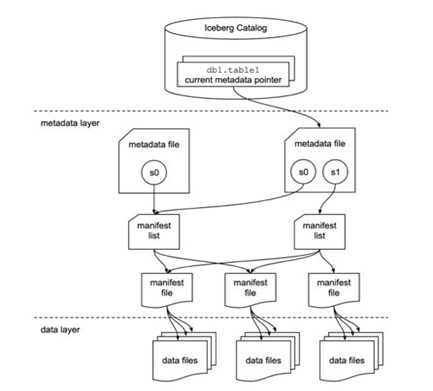 Iceberg Catalog
db1.table1
current metadata pointer
metadata layer
metadata file
s0
metadata file
s0
s1
manifest
list
manifest
list
manifest
file
manifest
file
manifest
file
data layer
data files
data files
data files